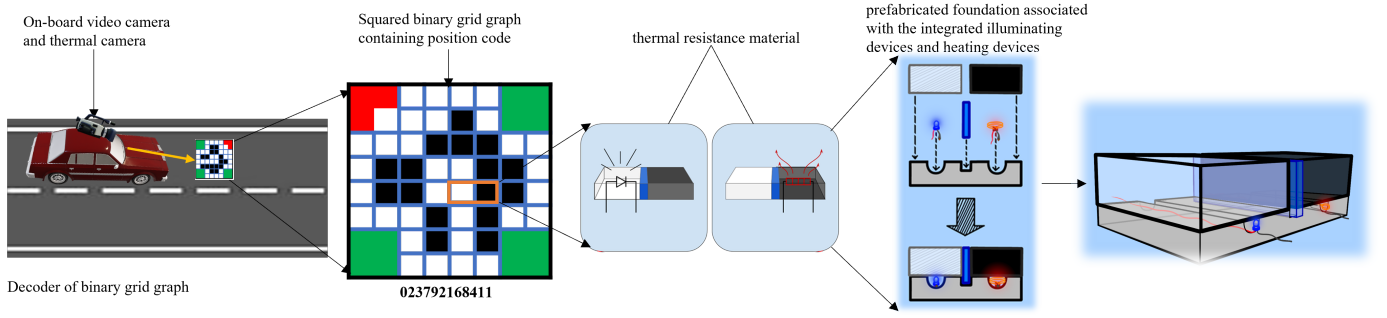 On-board video camera
and thermal camera
Squared binary grid graph
containing position code
thermal resistance material
prefabricated foundation associated
with the integrated illuminating
devices and heating devices
023792168411
Decoder of binary grid graph